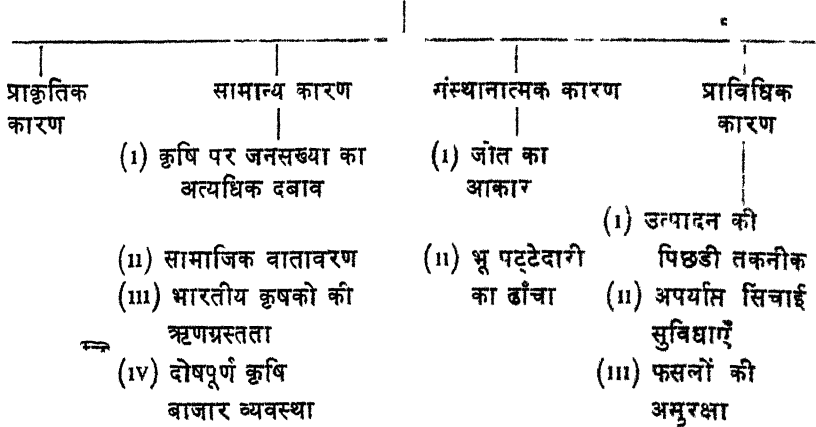 प्राकृतिक सामान्य कारण गंस्थानात्मक कारण प्राविधिक
कारण कारण
(i) कृषि पर जनसख्या का (i) जोत का
अत्यधिक दबाव आकार
(i) उत्पादन की
(ii) सामाजिक वातावरण (ii) भू पट्टेदारी पिछडी तकनीक
(iii) भारतीय कृषको की का ढाँचा (ii) अपर्याप्त सिंचाई
ऋणग्रस्तता सुविधाएँ
(iv) दोषपूर्ण कृषि (iii) फसलों की
बाजार व्यवस्था असुरक्षा